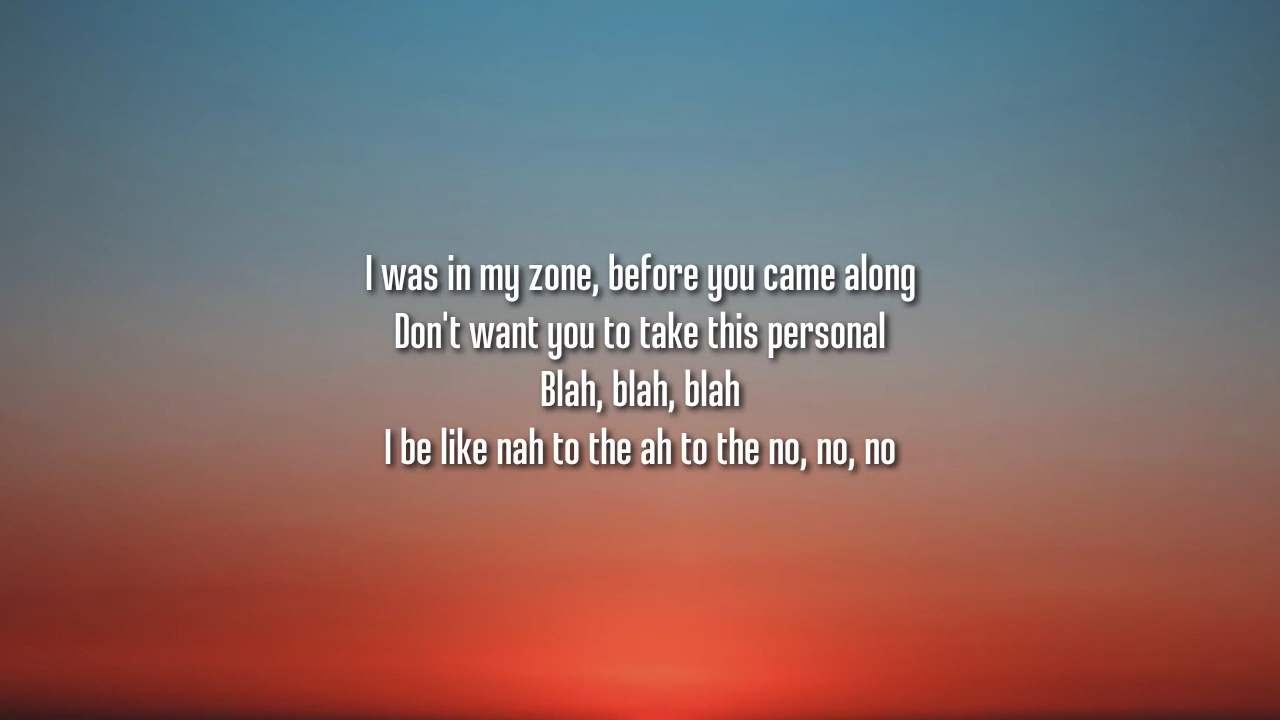 I was in my zone, before you came along
Don't want you to take this personal
Blah, blah, blah
I be like nah to the ah to the no, no, no